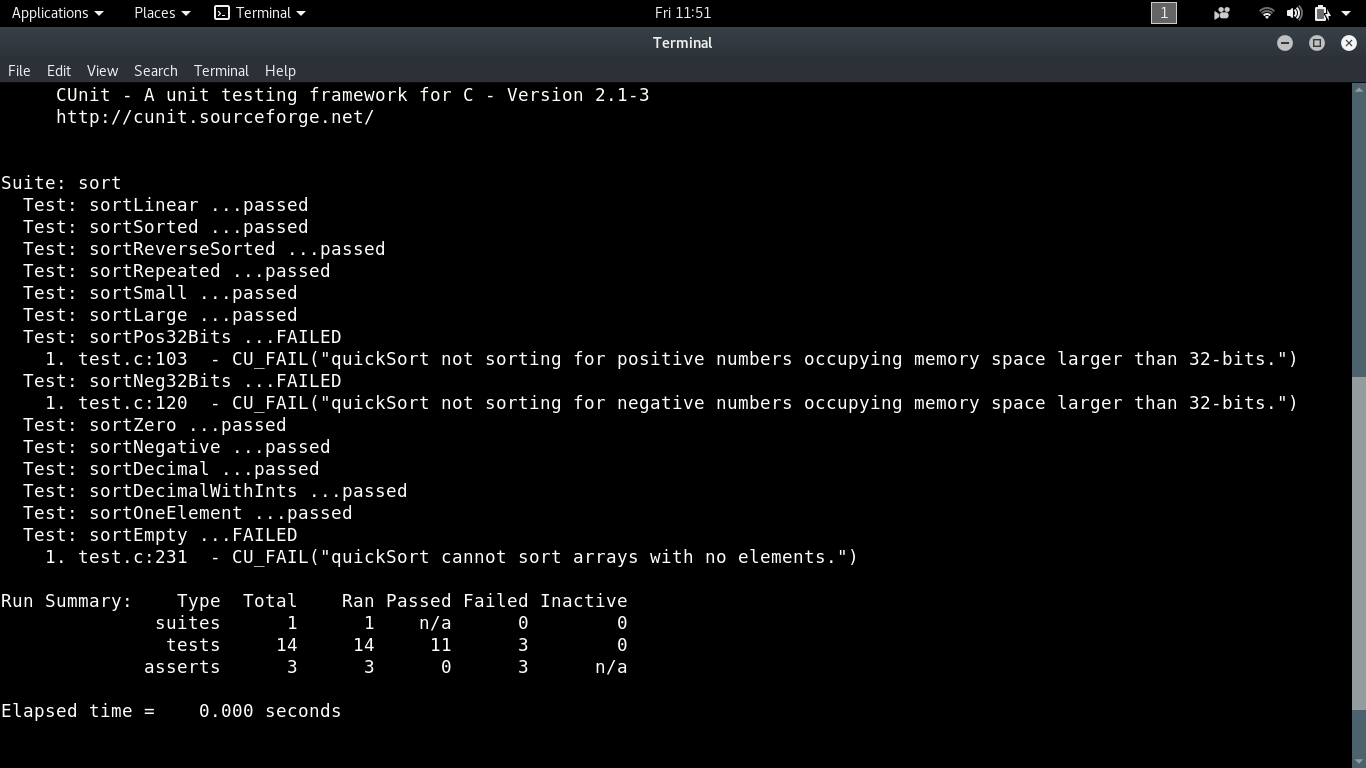 Applications Places Terminal Fri 11:51 1
Terminal
File Edit View Search Terminal Help
CUnit - A unit testing framework for C - Version 2.1-3
http://cunit.sourceforge.net/
Suite: sort
Test: sortLinear ...passed
Test: sortSorted ...passed
Test: sortReverseSorted ...passed
Test: sortRepeated ...passed
Test: sortSmall ...passed
Test: sortLarge ...passed
Test: sortPos32Bits ...FAILED
1. test.c:103 - CU_FAIL("quickSort not sorting for positive numbers occupying memory space larger than 32-bits.")
Test: sortNeg32Bits ...FAILED
1. test.c:120 - CU_FAIL("quickSort not sorting for negative numbers occupying memory space larger than 32-bits.")
Test: sortZero ...passed
Test: sortNegative ...passed
Test: sortDecimal ...passed
Test: sortDecimalWithInts ...passed
Test: sortOneElement ...passed
Test: sortEmpty ...FAILED
1. test.c:231 - CU_FAIL("quickSort cannot sort arrays with no elements.")
Run Summary: Type Total Ran Passed Failed Inactive
suites 1 1 n/a 0 0
tests 14 14 11 3 0
asserts 3 3 0 3 n/a
Elapsed time = 0.000 seconds